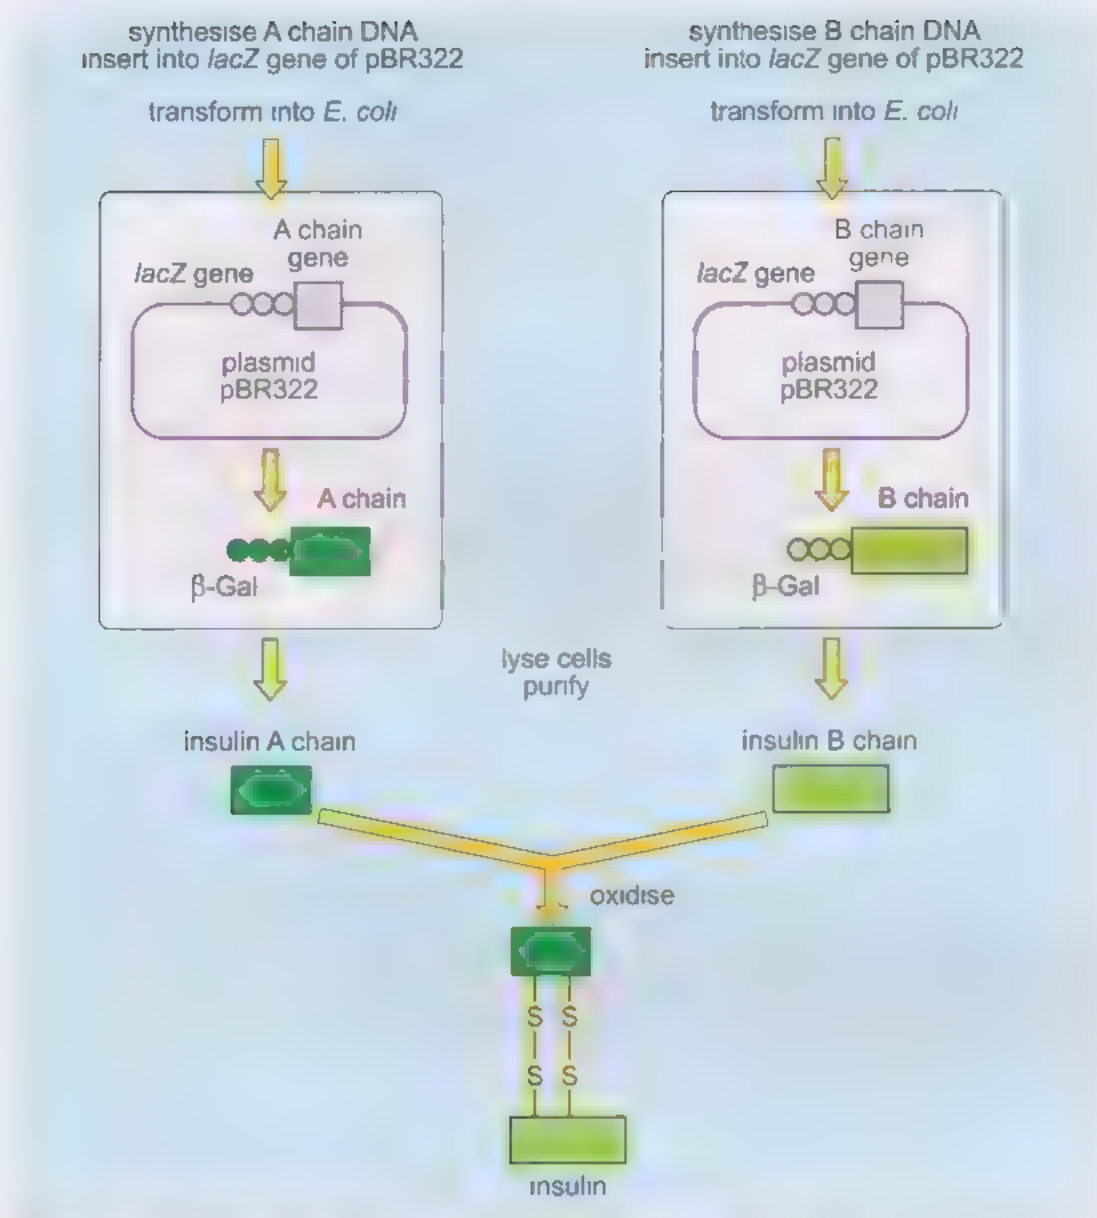 synthesise A chain DNA
insert into lacZ gene of pBR322
transform into E. coli
A chain
gene
lacZ gene
plasmid
pBR322
A chain
β-Gal
synthesise B chain DNA
insert into lacZ gene of pBR322
transform into E. coli
B chain
gene
lacZ gene
plasmid
pBR322
B chain
β-Gal
lyse cells
purify
insulin A chain
insulin B chain
oxidise
S S
S S
insulin